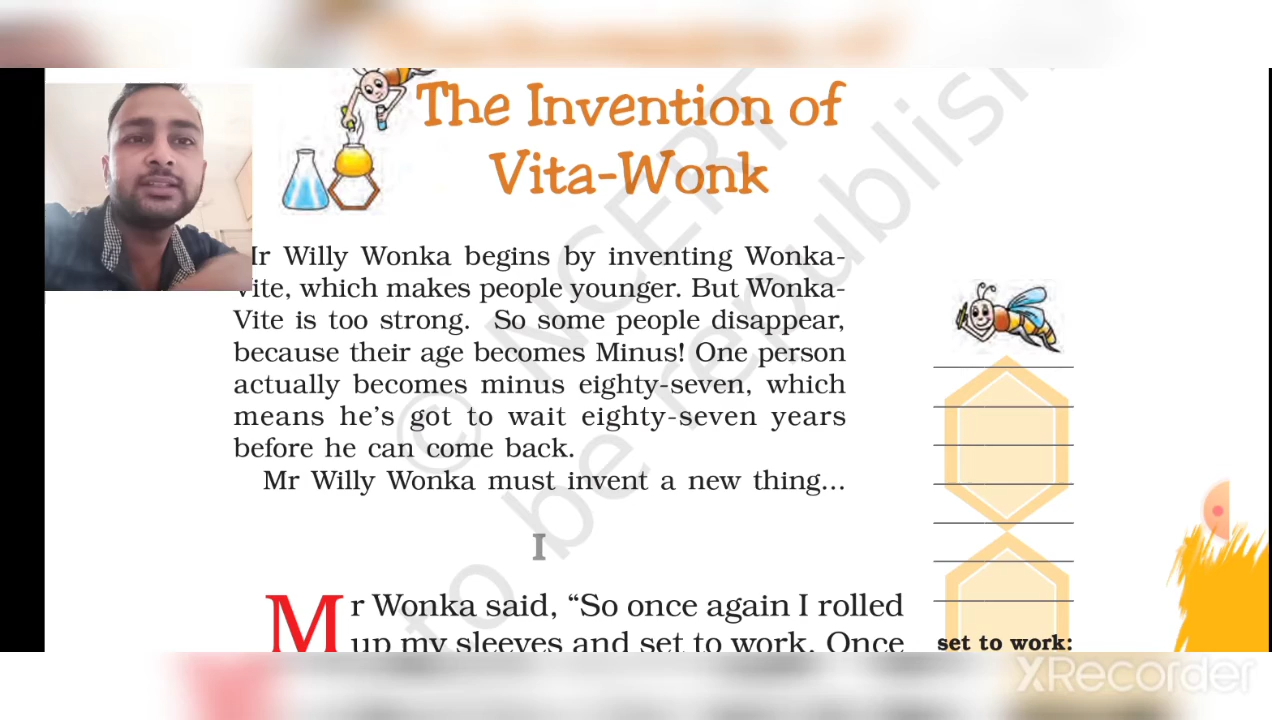 The Invention of
Vita-Wonk
Mr Willy Wonka begins by inventing Wonka-
Vite, which makes people younger. But Wonka-
Vite is too strong. So some people disappear,
because their age becomes Minus! One person
actually becomes minus eighty-seven, which
means he's got to wait eighty-seven years
before he can come back.
Mr Willy Wonka must invent a new thing...
I
Mr Wonka said, “So once again I rolled
up my sleeves and set to work. Once
set to work:
© NCERT
to be republish
XRecorder